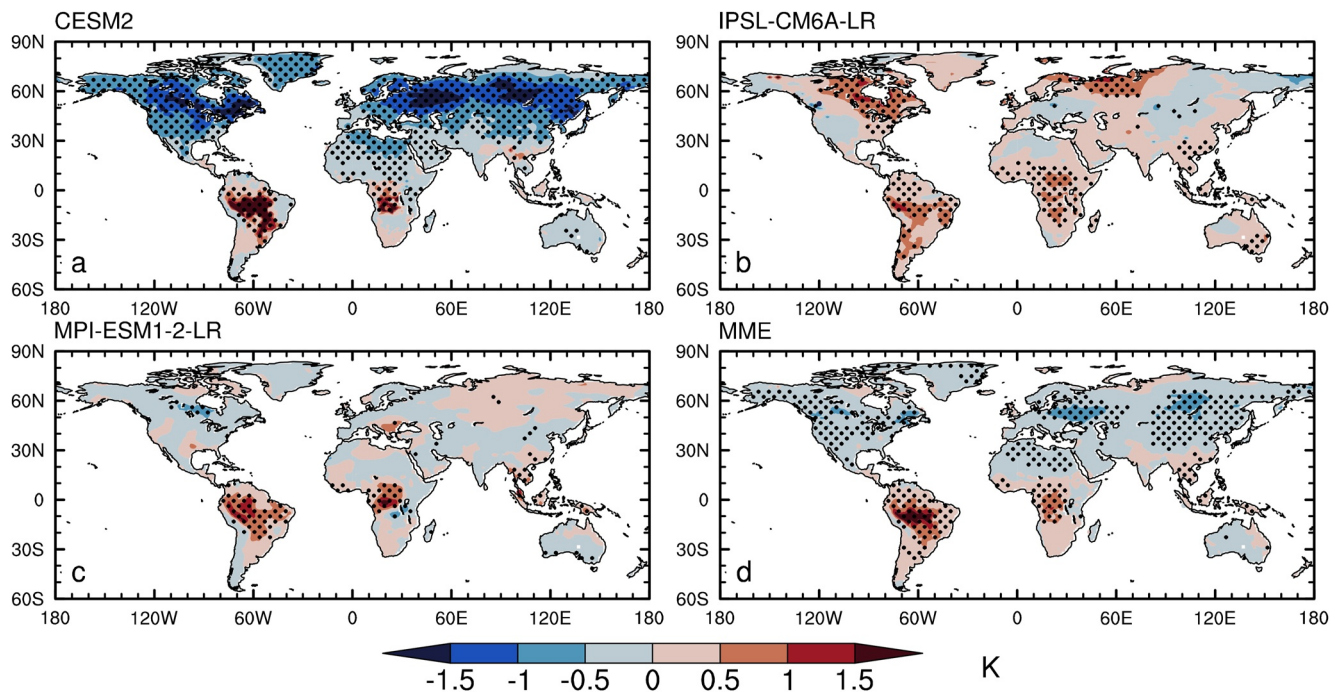 CESM2
IPSL-CM6A-LR
90N
60N
30N
0
30S
60S
a
180 120W 60W 0 60E 120E 180
90N
60N
30N
0
30S
60S
b
180 120W 60W 0 60E 120E 180
MPI-ESM1-2-LR
MME
90N
60N
30N
0
30S
60S
c
180 120W 60W 0 60E 120E 180
90N
60N
30N
0
30S
60S
d
180 120W 60W 0 60E 120E 180
-1.5 -1 -0.5 0 0.5 1 1.5
K